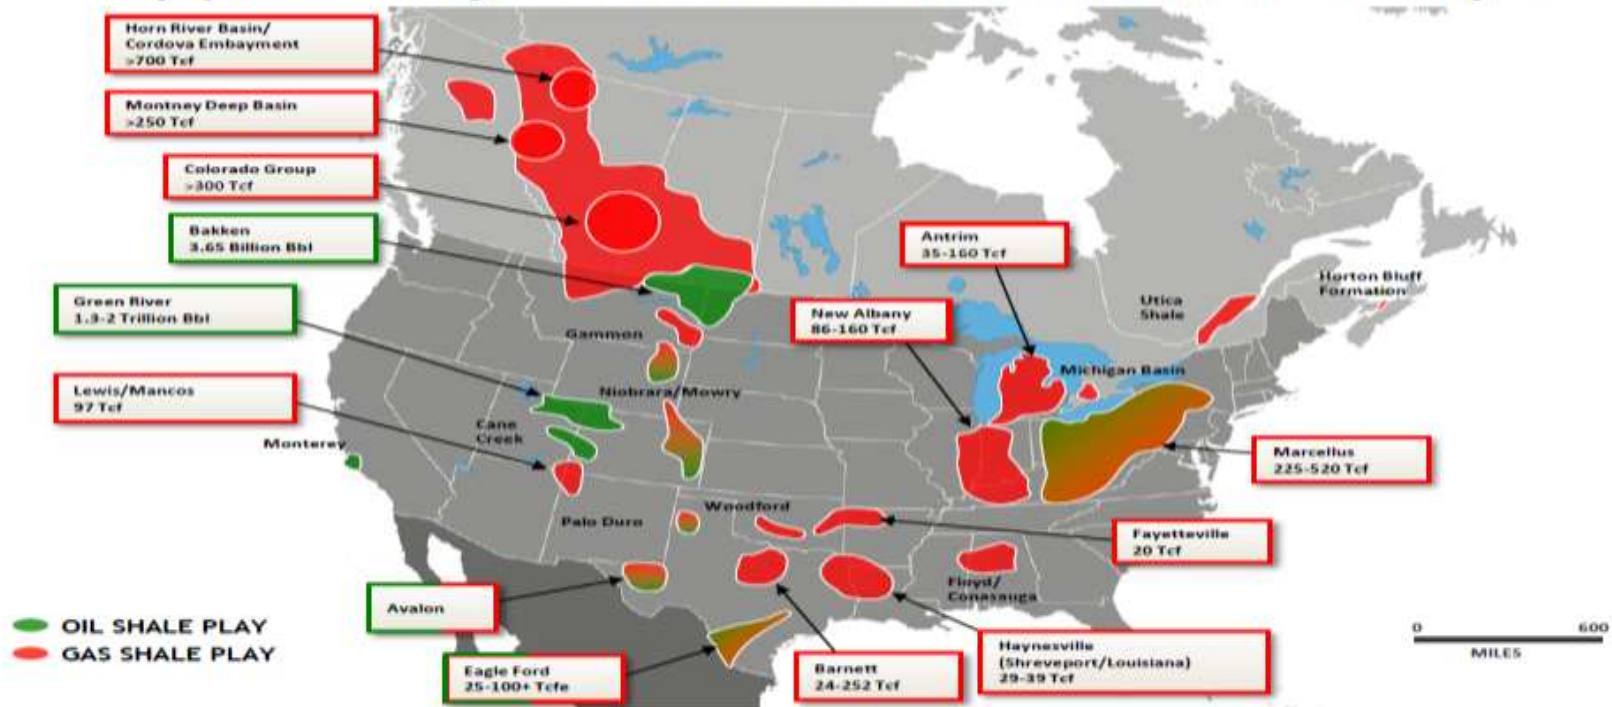 Horn River Basin/
Cordova Embayment
>700 Tcf
Montney Deep Basin
>250 Tcf
Colorado Group
>300 Tcf
Bakken
3.65 Billion Bbl
Green River
1.3-2 Trillion Bbl
Lewis/Mancos
97 Tcf
Monterey
Cane
Creek
Gammon
Niobrara/Mowry
Palo Duro
Woodford
Antrim
35-160 Tcf
New Albany
86-160 Tcf
Michigan Basin
Utica
Shale
Horton Bluff
Formation
Marcellus
225-520 Tcf
Fayetteville
20 Tcf
Floyd/
Conasauga
Haynesville
(Shreveport/Louisiana)
29-39 Tcf
Barnett
24-252 Tcf
Eagle Ford
25-100+ Tcfe
Avalon
OIL SHALE PLAY
GAS SHALE PLAY
0 600
MILES